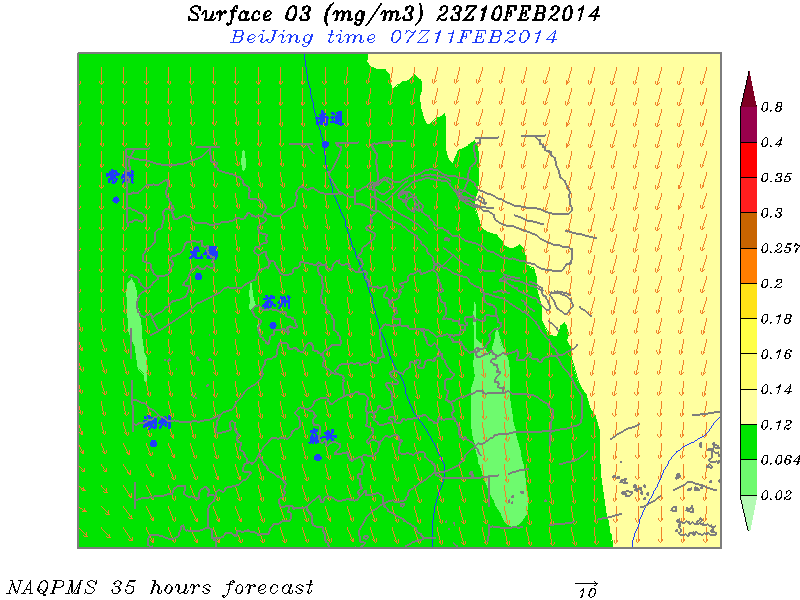 Surface O3 (mg/m3) 23Z10FEB2014
BeiJing time 07Z11FEB2014
南通
常州
无锡
苏州
湖州
嘉兴
0.8
0.4
0.35
0.3
0.257
0.2
0.18
0.16
0.14
0.12
0.064
0.02
NAQPMS 35 hours forecast
10